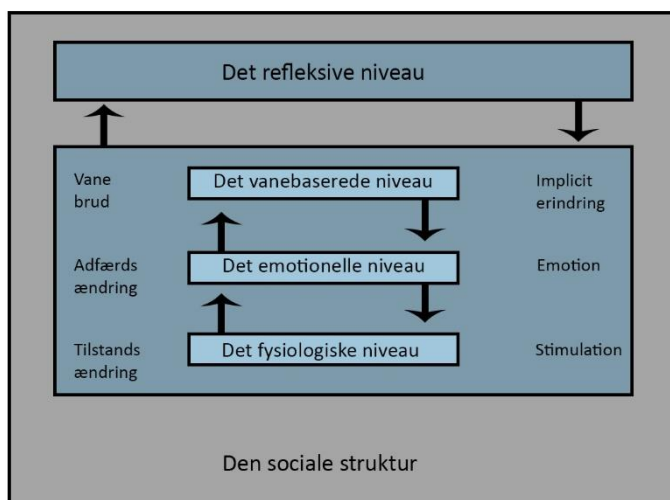 Det refleksive niveau
Vane
brud
Det vanebaserede niveau
Implicit
erindring
Adfærds
ændring
Det emotionelle niveau
Emotion
Tilstands
ændring
Det fysiologiske niveau
Stimulation
Den sociale struktur